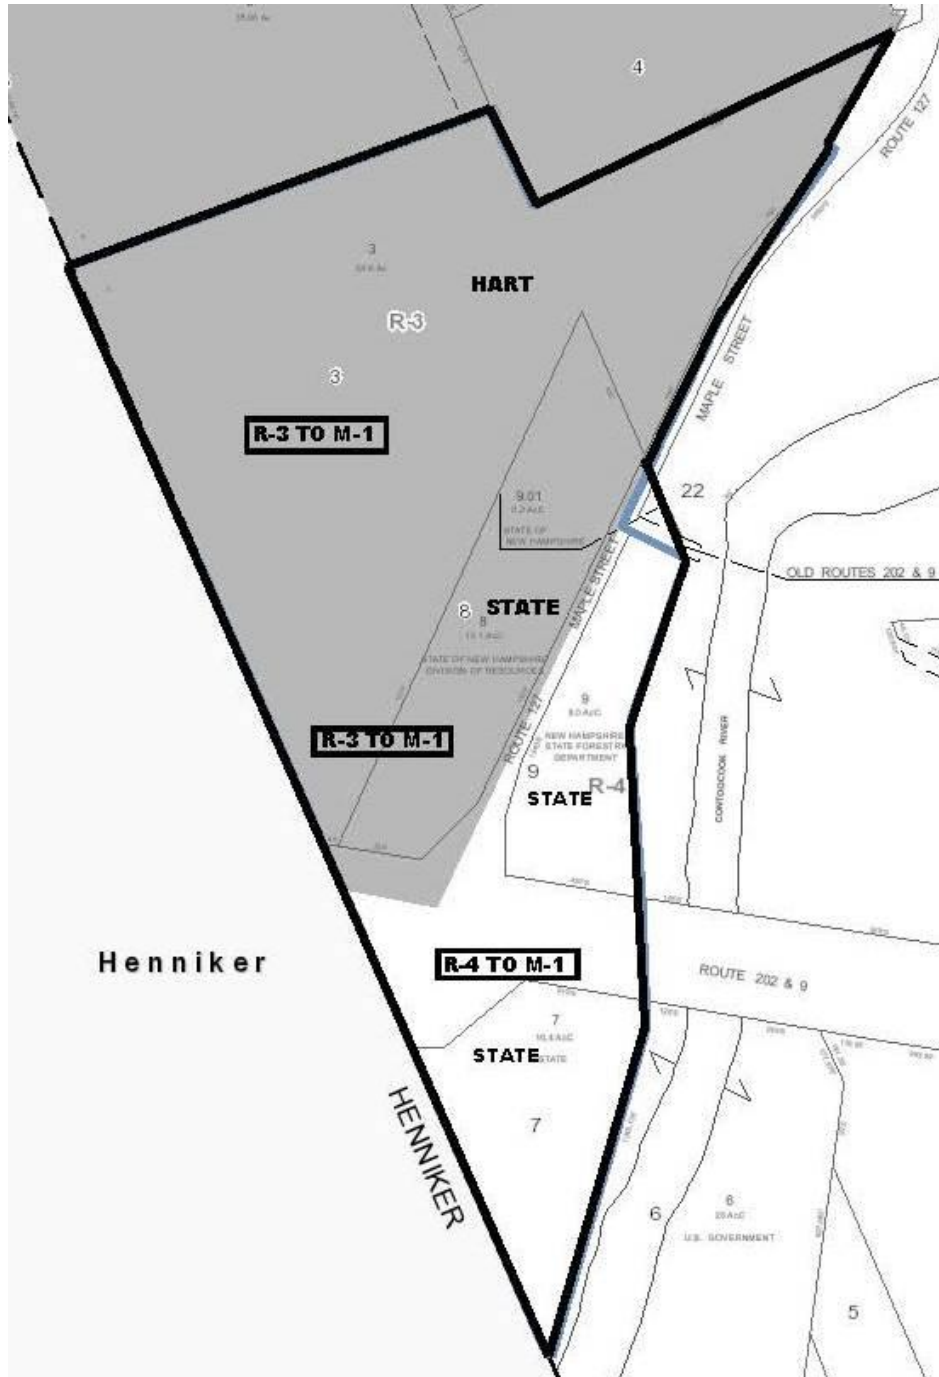 4
ROUTE 127
3
HART
R-3
3
MAPLE STREET
R-3 TO M-1
22
9.01
STATE OF
NEW HAMPSHIRE
OLD ROUTES 202 & 9
MAPLE STREET
8
STATE
8
STATE OF NEW HAMPSHIRE
DIVISION OF RESOURCES
ROUTE 127
9
NEW HAMPSHIRE
STATE FORESTRY
DEPARTMENT
R-3 TO M-1
9
R-4
STATE
CONTOOCOOK RIVER
Henniker
R-4 TO M-1
ROUTE 202 & 9
7
STATE
STATE
7
HENNIKER
6
6
U.S. GOVERNMENT
5